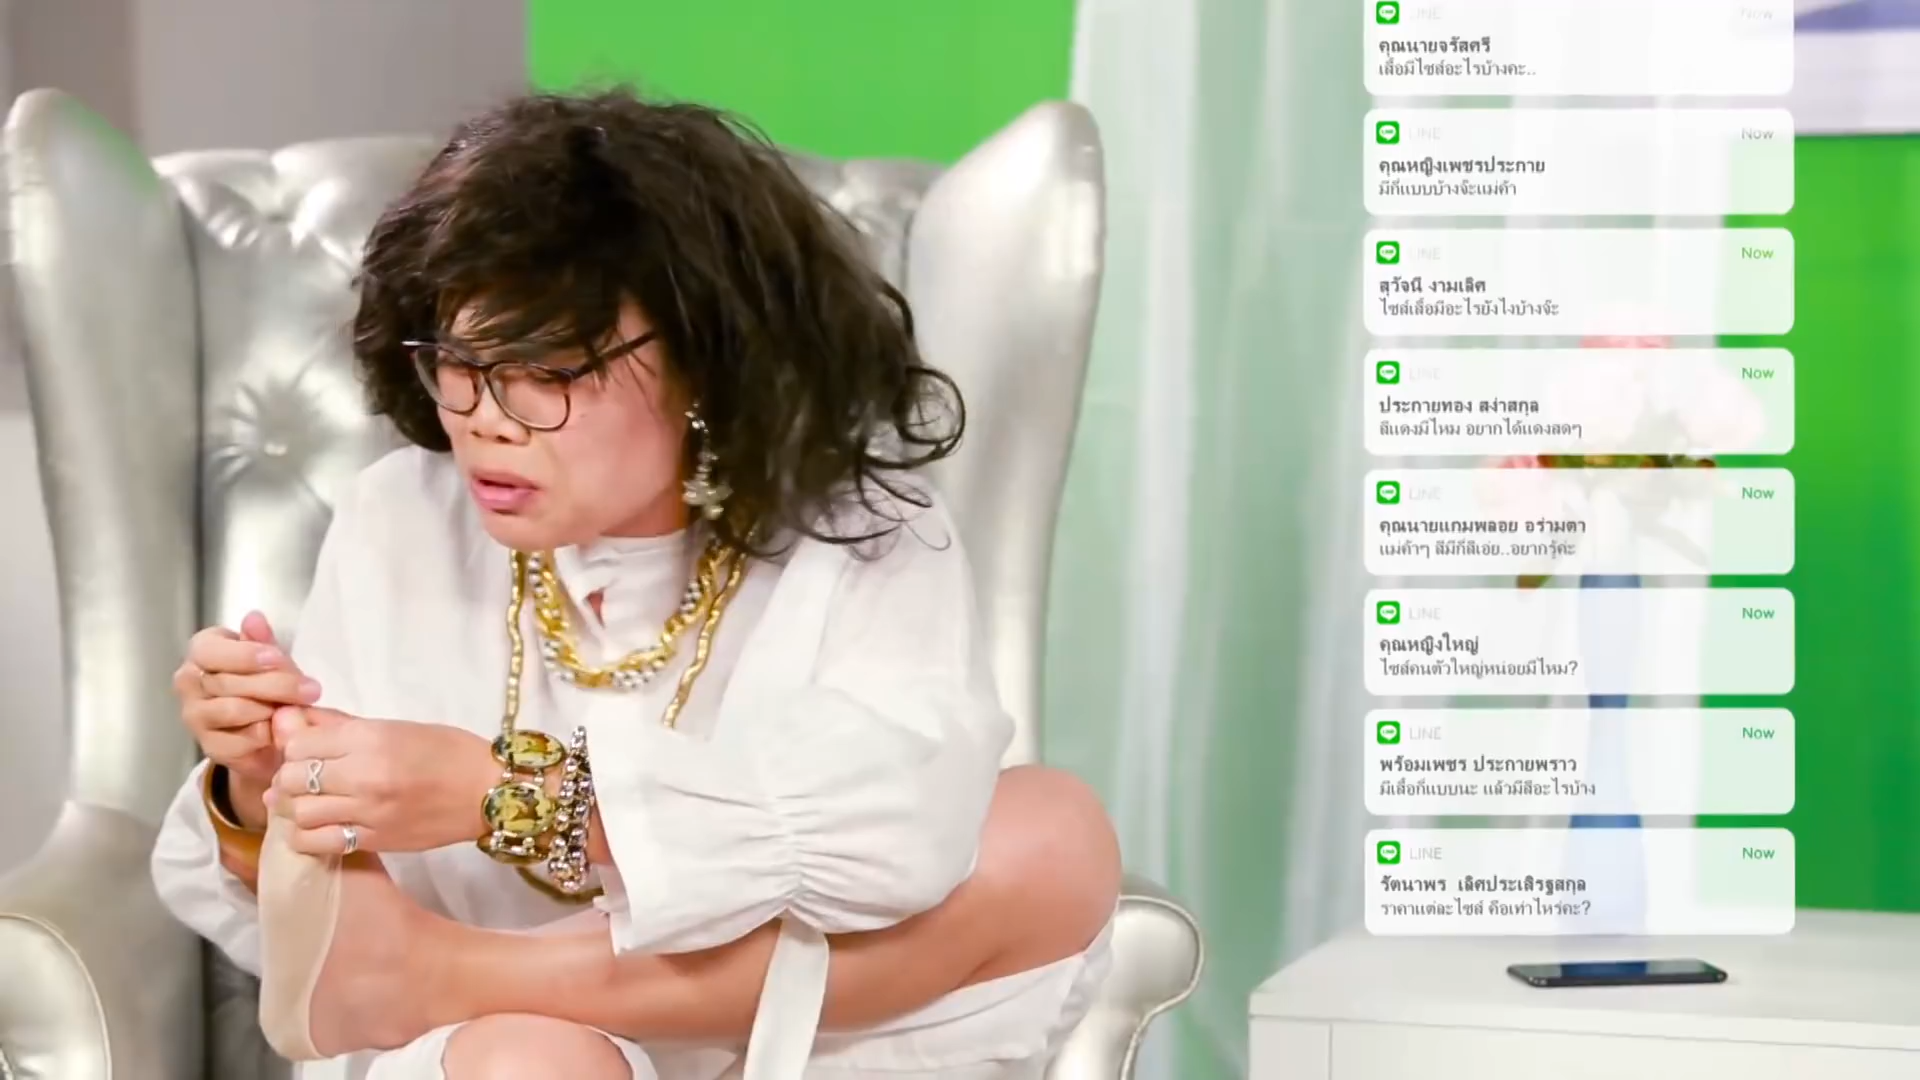 LINE
Now
คุณนายจรัสศรี
เสื้อมีไซส์อะไรบ้างคะ..
LINE
Now
คุณหญิงเพชรประกาย
มีกี่แบบบ้างจ๊ะแม่ค้า
LINE
Now
สุวัจนี งามเลิศ
ไซส์เสื้อมีอะไรยังไงบ้างจ๊ะ
LINE
Now
ประกายทอง สง่าสกุล
สีแดงมีไหม อยากได้แดงสดๆ
LINE
Now
คุณนายแกมพลอย อร่ามตา
แม่ค้าๆ สีมีกี่สีเอ่ย..อยากรู้ค่ะ
LINE
Now
คุณหญิงใหญ่
ไซส์คนตัวใหญ่หน่อยมีไหม?
LINE
Now
พร้อมเพชร ประกายพราว
มีเสื้อกี่แบบนะ แล้วมีสีอะไรบ้าง
LINE
Now
รัตนาพร เลิศประเสริฐสกุล
ราคาแต่ละไซส์ คือเท่าไหร่คะ?